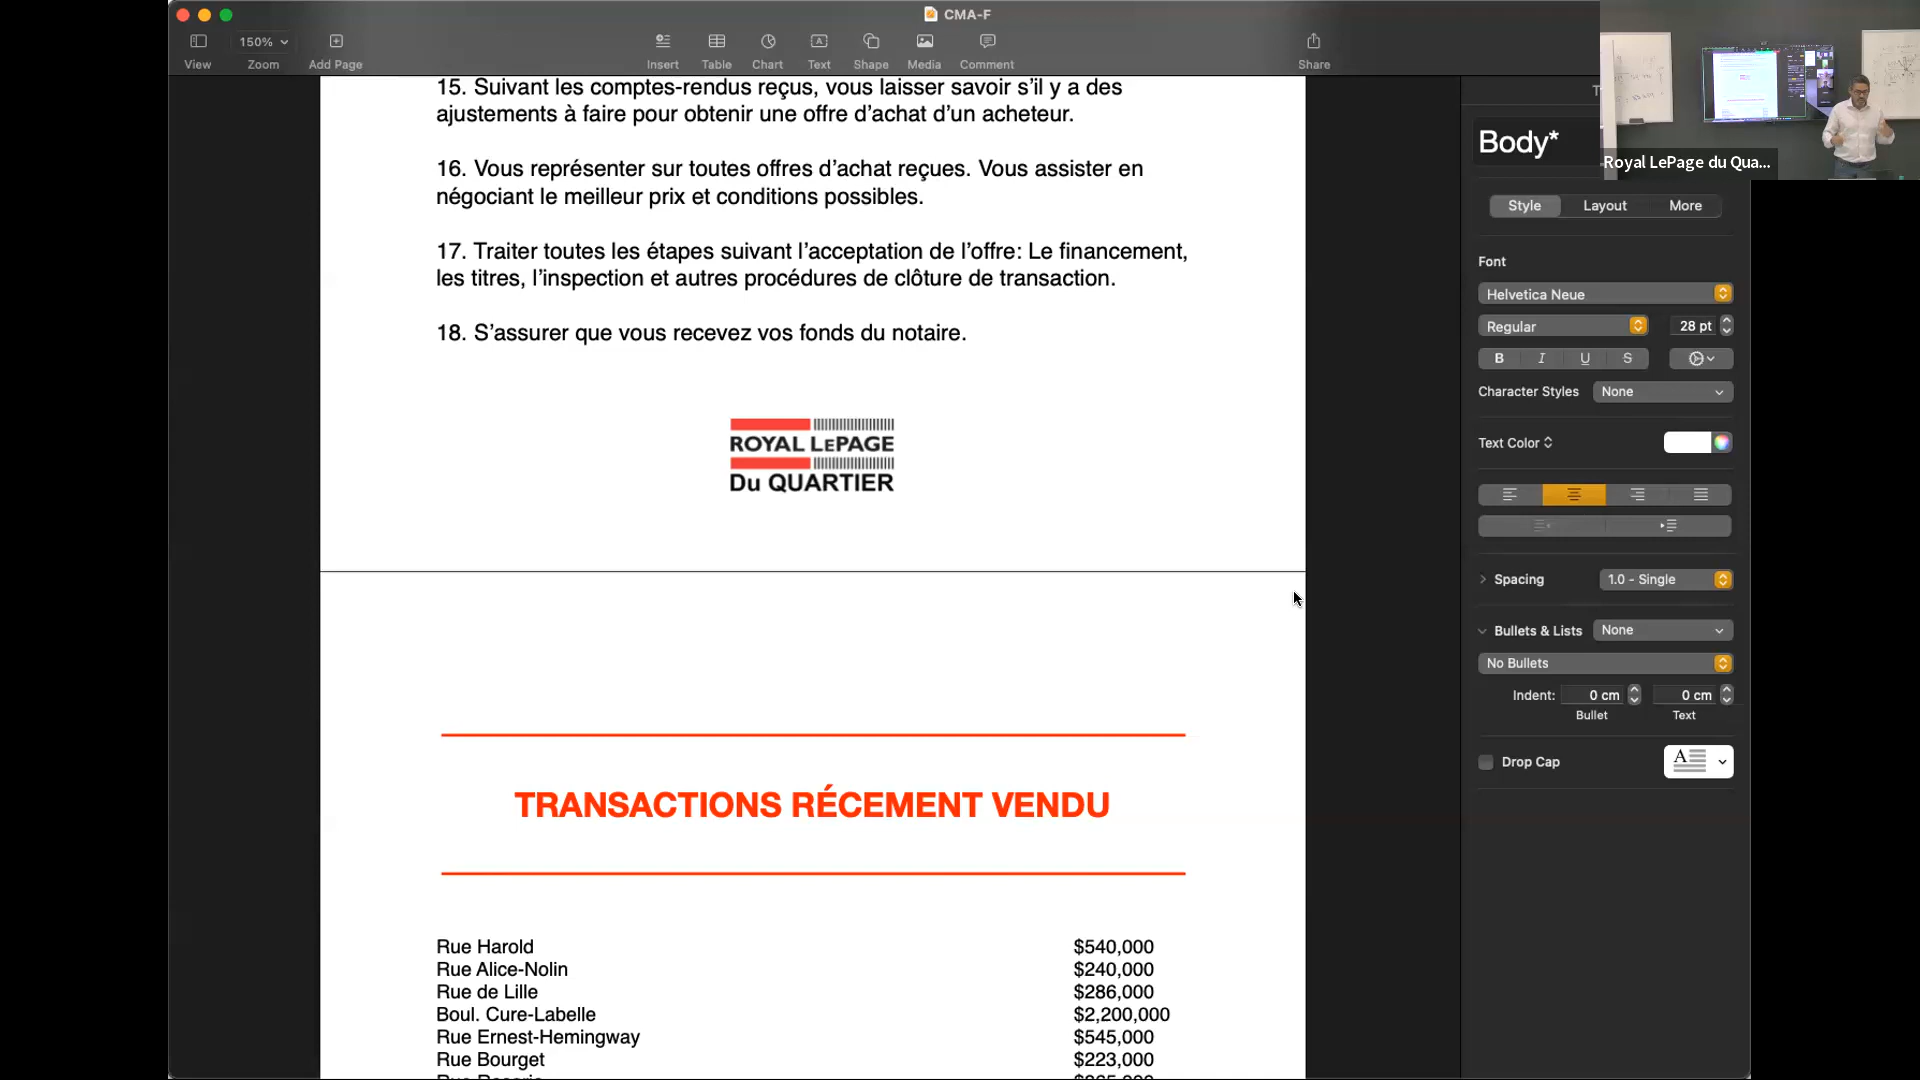 CMA-F
View
150%
Zoom
Add Page
Insert
Table
Chart
Text
Shape
Media
Comment
Share
15. Suivant les comptes-rendus reçus, vous laisser savoir s’il y a des
ajustements à faire pour obtenir une offre d’achat d’un acheteur.
16. Vous représenter sur toutes offres d’achat reçues. Vous assister en
négociant le meilleur prix et conditions possibles.
17. Traiter toutes les étapes suivant l’acceptation de l’offre: Le financement,
les titres, l’inspection et autres procédures de clôture de transaction.
18. S’assurer que vous recevez vos fonds du notaire.
ROYAL LEPAGE
Du QUARTIER
TRANSACTIONS RÉCEMENT VENDU
Rue Harold $540,000
Rue Alice-Nolin $240,000
Rue de Lille $286,000
Boul. Cure-Labelle $2,200,000
Rue Ernest-Hemingway $545,000
Rue Bourget $223,000
Body*
Royal LePage du Qua...
Style
Layout
More
Font
Helvetica Neue
Regular
28 pt
B I U S
Character Styles
None
Text Color
Spacing
1.0 - Single
Bullets & Lists
None
No Bullets
Indent:
0 cm
0 cm
Bullet
Text
Drop Cap
A